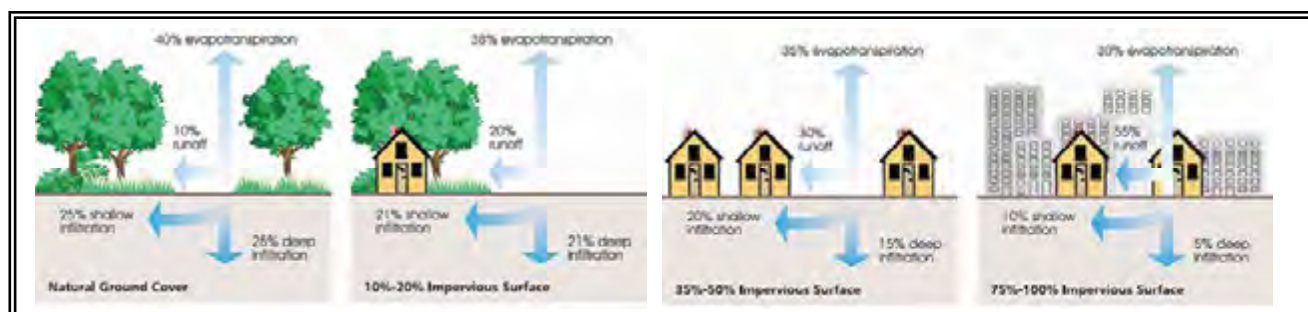 40% evapotranspiration
10%
runoff
25% shallow
infiltration
25% deep
infiltration
Natural Ground Cover
38% evapotranspiration
20%
runoff
21% shallow
infiltration
21% deep
infiltration
10%-20% Impervious Surface
35% evapotranspiration
30%
runoff
20% shallow
infiltration
15% deep
infiltration
35%-50% Impervious Surface
30% evapotranspiration
55%
runoff
10% shallow
infiltration
5% deep
infiltration
75%-100% Impervious Surface